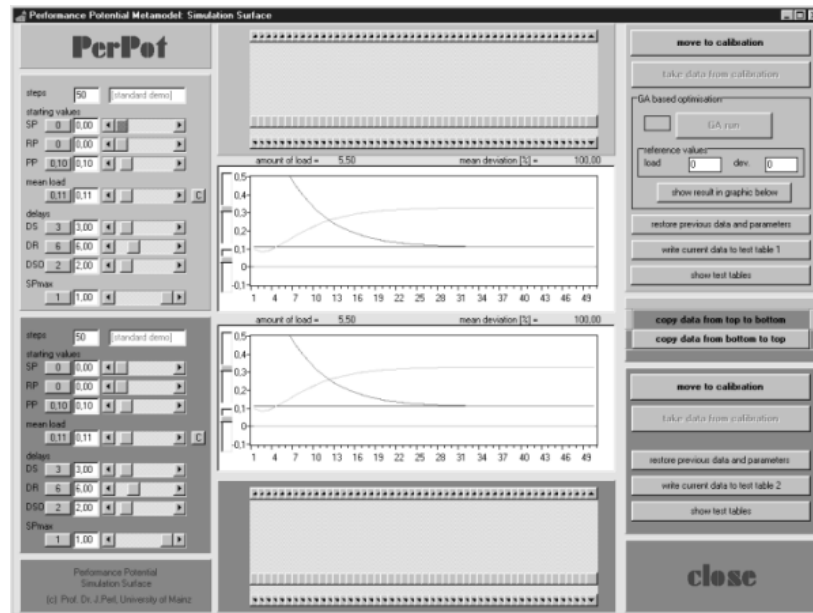 Performance Potential Metamodel: Simulation Surface
PerPot
steps 50 [standard demo]
starting values
SP 0 0,00
RP 0 0,00
PP 0,10 0,10
mean load
0,11 0,11 C
delays
DS 3 3,00
DR 6 6,00
DSO 2 2,00
SPmax
1 1,00
amount of load = 5,50 mean deviation [%] = 100,00
0,5
0,4
0,3
0,2
0,1
0
-0,1
1 4 7 10 13 16 19 22 25 28 31 34 37 40 43 46 49
move to calibration
take data from calibration
GA based optimisation
GA run
reference values
load 0 dev. 0
show result in graphic below
restore previous data and parameters
write current data to test table 1
show test tables
copy data from top to bottom
copy data from bottom to top
steps 50 [standard demo]
starting values
SP 0 0,00
RP 0 0,00
PP 0,10 0,10
mean load
0,11 0,11 C
delays
DS 3 3,00
DR 6 6,00
DSO 2 2,00
SPmax
1 1,00
amount of load = 5,50 mean deviation [%] = 100,00
0,5
0,4
0,3
0,2
0,1
0
-0,1
1 4 7 10 13 16 19 22 25 28 31 34 37 40 43 46 49
move to calibration
take data from calibration
restore previous data and parameters
write current data to test table 2
show test tables
Performance Potential
Simulation Surface
(c) Prof. Dr. J.Perl, University of Mainz
close